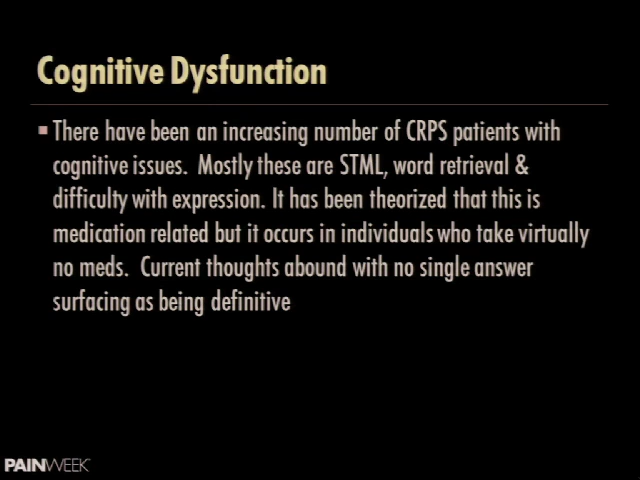 Cognitive Dysfunction
▪ There have been an increasing number of CRPS patients with
cognitive issues.  Mostly these are STML, word retrieval &
difficulty with expression. It has been theorized that this is
medication related but it occurs in individuals who take virtually
no meds.  Current thoughts abound with no single answer
surfacing as being definitive
PAINWEEK